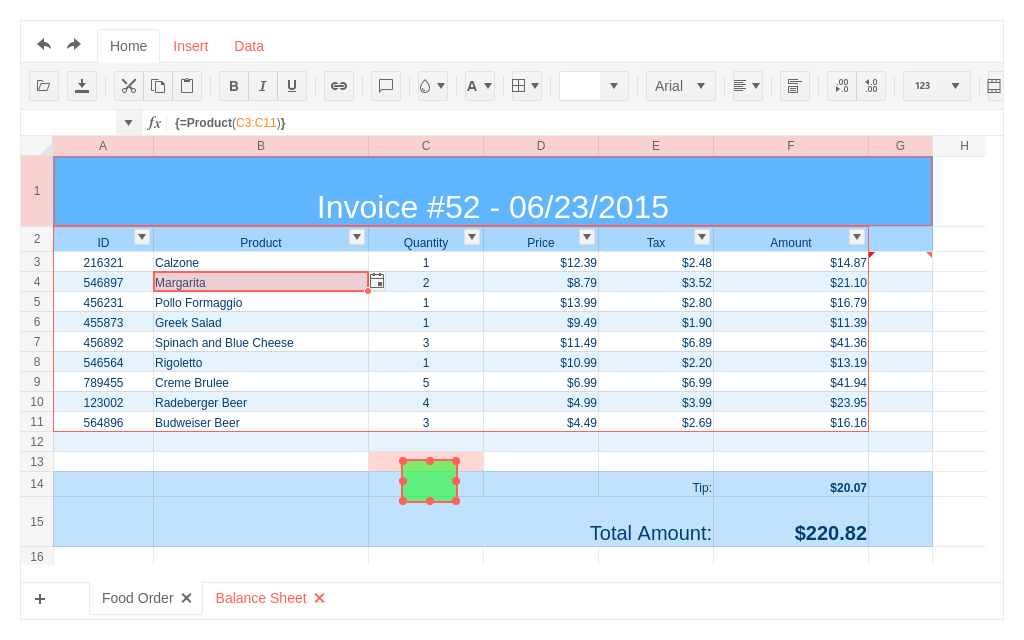 Home Insert Data
B I U A Arial .00 .0 .0 .00 123
fx {=Product(C3:C11)}
A B C D E F G H
1 Invoice #52 - 06/23/2015
2 ID Product Quantity Price Tax Amount
3 216321 Calzone 1 $12.39 $2.48 $14.87
4 546897 Margarita 2 $8.79 $3.52 $21.10
5 456231 Pollo Formaggio 1 $13.99 $2.80 $16.79
6 455873 Greek Salad 1 $9.49 $1.90 $11.39
7 456892 Spinach and Blue Cheese 3 $11.49 $6.89 $41.36
8 546564 Rigoletto 1 $10.99 $2.20 $13.19
9 789455 Creme Brulee 5 $6.99 $6.99 $41.94
10 123002 Radeberger Beer 4 $4.99 $3.99 $23.95
11 564896 Budweiser Beer 3 $4.49 $2.69 $16.16
12
13
14 Tip: $20.07
15 Total Amount: $220.82
16
+ Food Order Balance Sheet